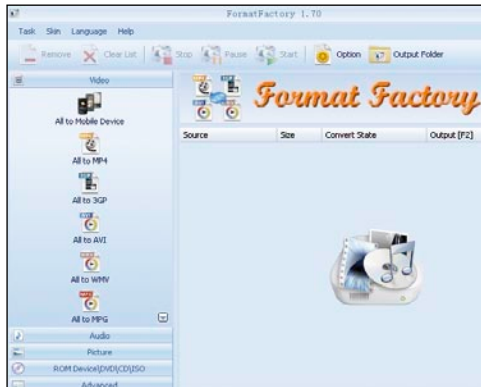 FormatFactory 1.70
Task Skin Language Help
Remove Clear List Stop Pause Start Option Output Folder
Video
All to Mobile Device
All to MP4
All to 3GP
All to AVI
All to WMV
All to MPG
Audio
Picture
ROM Device\DVD\CD\ISO
Advanced
Format Factory
Source Size Convert State Output [F2]